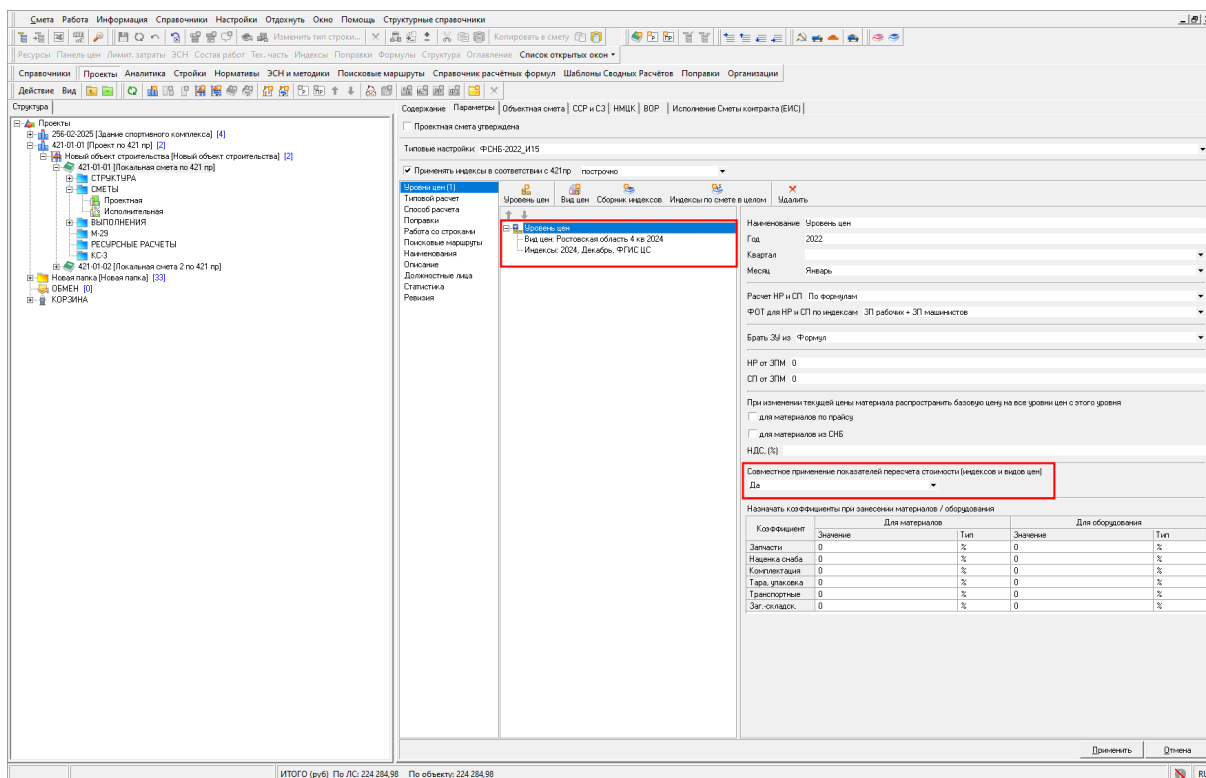 Смета Работа Информация Справочники Настройки Отдохнуть Окно Помощь Структурные справочники
Изменить тип строки... Копировать в смету
Ресурсы Панель цен Лимит. затраты ЭСН Состав работ Тех. часть Индексы Поправки Формулы Структура Оглавление Список открытых окон
Справочники Проекты Аналитика Стройки Нормативы ЭСН и методики Поисковые маршруты Справочник расчётных формул Шаблоны Сводных Расчётов Поправки Организации
Действие Вид
Структура
Проекты
256-02-2025 [Здание спортивного комплекса] [4]
421-01-01 [Проект по 421 пр] [2]
Новый объект строительства [Новый объект строительства] [2]
421-01-01 [Локальная смета по 421 пр]
СТРУКТУРА
СМЕТЫ
Проектная
Исполнительная
ВЫПОЛНЕНИЯ
М-29
РЕСУРСНЫЕ РАСЧЕТЫ
КС-3
421-01-02 [Локальная смета 2 по 421 пр]
Новая папка [Новая папка] [33]
ОБМЕН [0]
КОРЗИНА
Содержание Параметры Объектная смета ССР и СЗ НМЦК ВОР Исполнение Сметы контракта (ЕИС)
Проектная смета утверждена
Типовые настройки: ФСНБ-2022_И15
Применять индексы в соответствии с 421пр построчно
Уровни цен (1)
Типовой расчет
Способ расчета
Поправки
Работа со строками
Поисковые маршруты
Наименования
Описание
Должностные лица
Статистика
Ревизия
Уровень цен Вид цен Сборник индексов Индексы по смете в целом Удалить
Уровень цен
Вид цен: Ростовская область 4 кв 2024
Индексы: 2024, Декабрь, ФГИС ЦС
Наименование Уровень цен
Год 2022
Квартал
Месяц Январь
Расчет НР и СП По формулам
ФОТ для НР и СП по индексам ЗП рабочих + ЗП машинистов
Брать ЗУ из Формул
НР от ЗПМ 0
СП от ЗПМ 0
При изменении текущей цены материала распространить базовую цену на все уровни цен с этого уровня
для материалов по прайсу
для материалов из СНБ
НДС, (%)
Совместное применение показателей пересчета стоимости (индексов и видов цен)
Да
Назначать коэффициенты при занесении материалов / оборудования
Коэффициент Для материалов Для оборудования
Значение Тип Значение Тип
Запчасти 0 % 0 %
Наценка снаба 0 % 0 %
Комплектация 0 % 0 %
Тара, упаковка 0 % 0 %
Транспортные 0 % 0 %
Заг.-складск. 0 % 0 %
Применить Отмена
ИТОГО (руб) По ЛС: 224 284,98 По объекту: 224 284,98